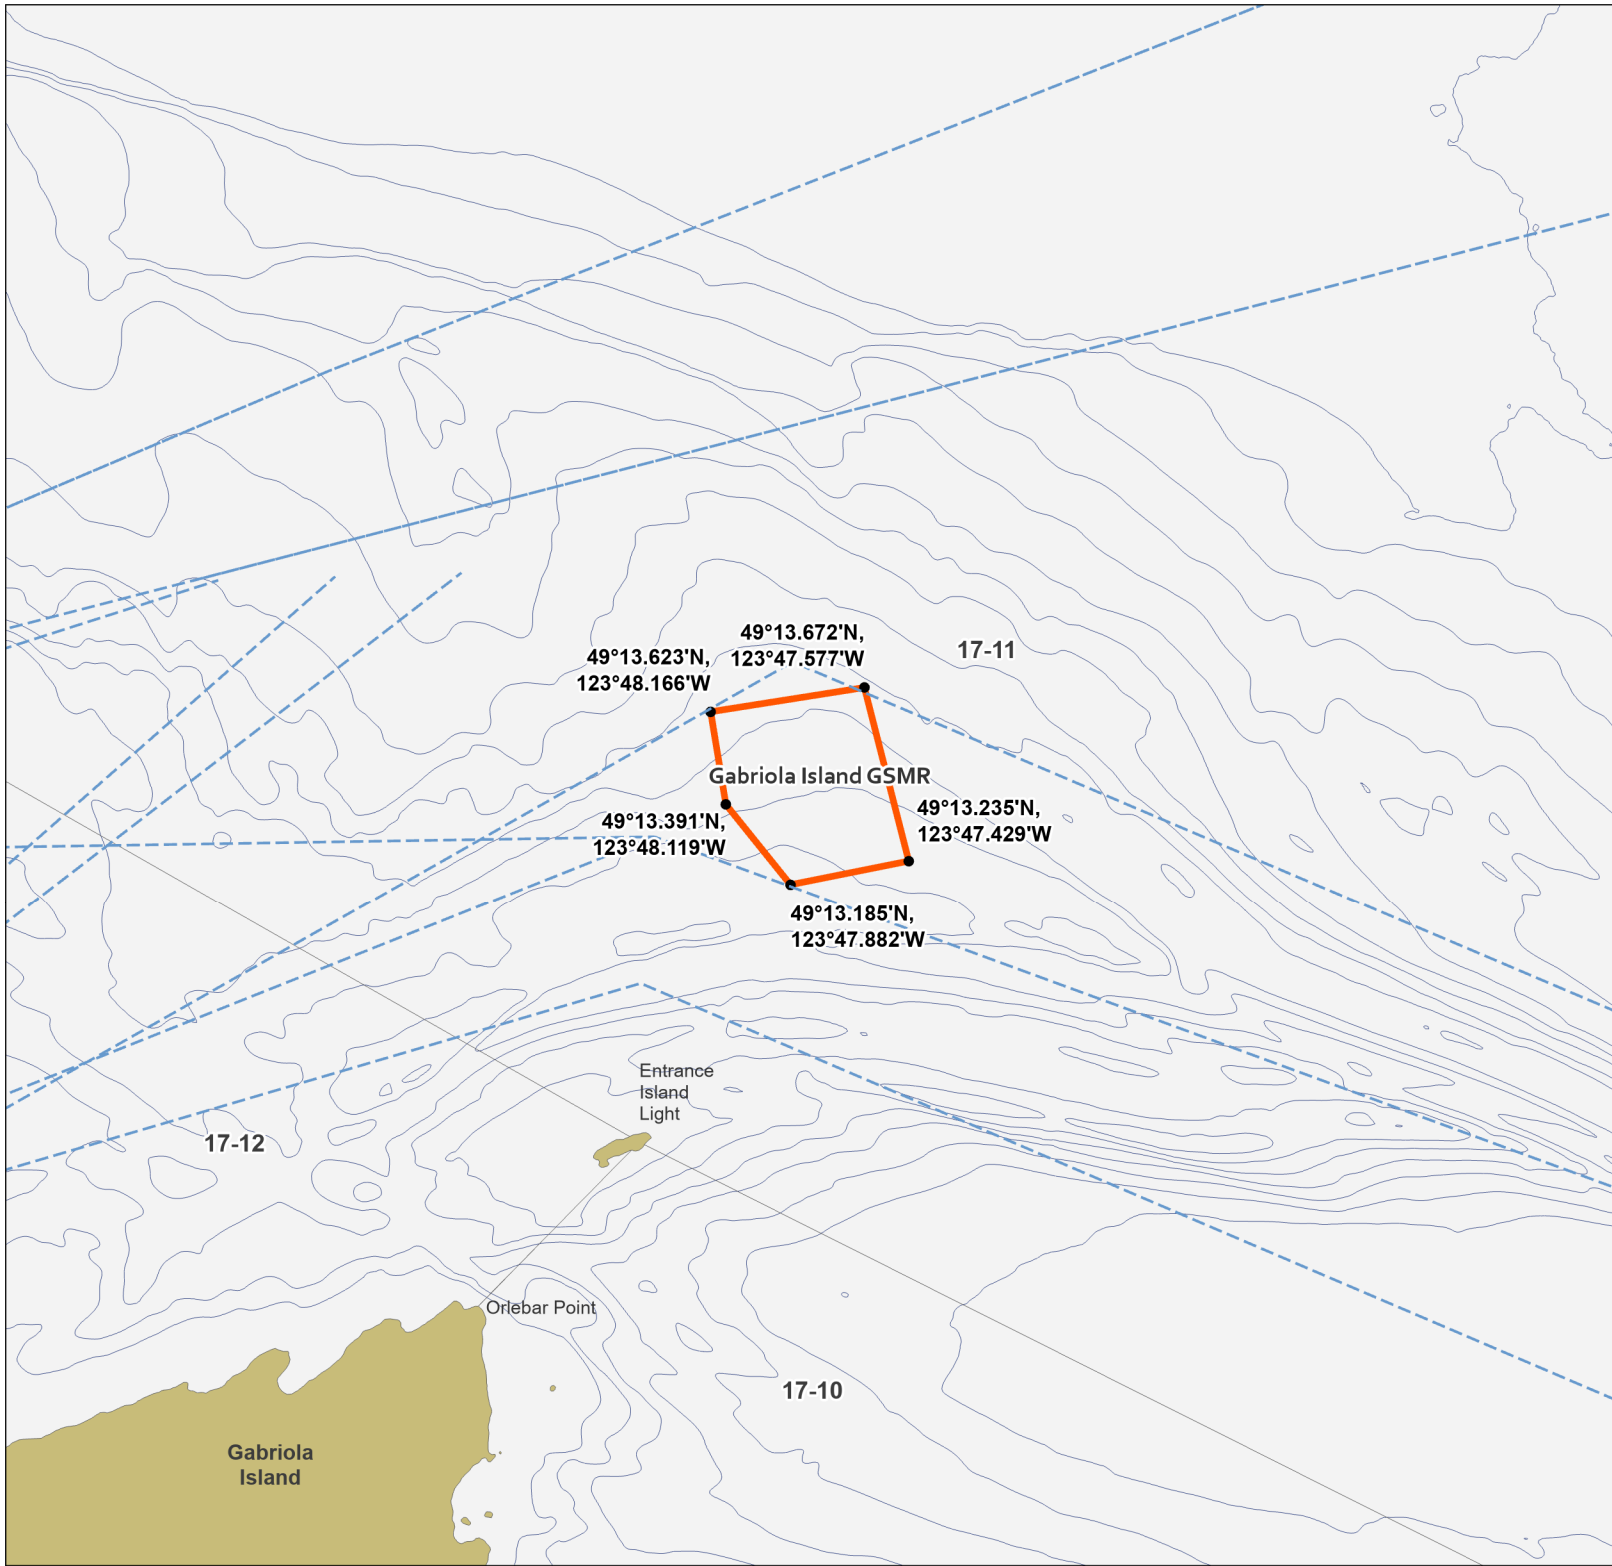 49°13.672'N,
123°47.577'W
17-11
49°13.623'N,
123°48.166'W
Gabriola Island GSMR
49°13.235'N,
123°47.429'W
49°13.391'N,
123°48.119'W
49°13.185'N,
123°47.882'W
Entrance
Island
Light
17-12
Orlebar Point
17-10
Gabriola
Island